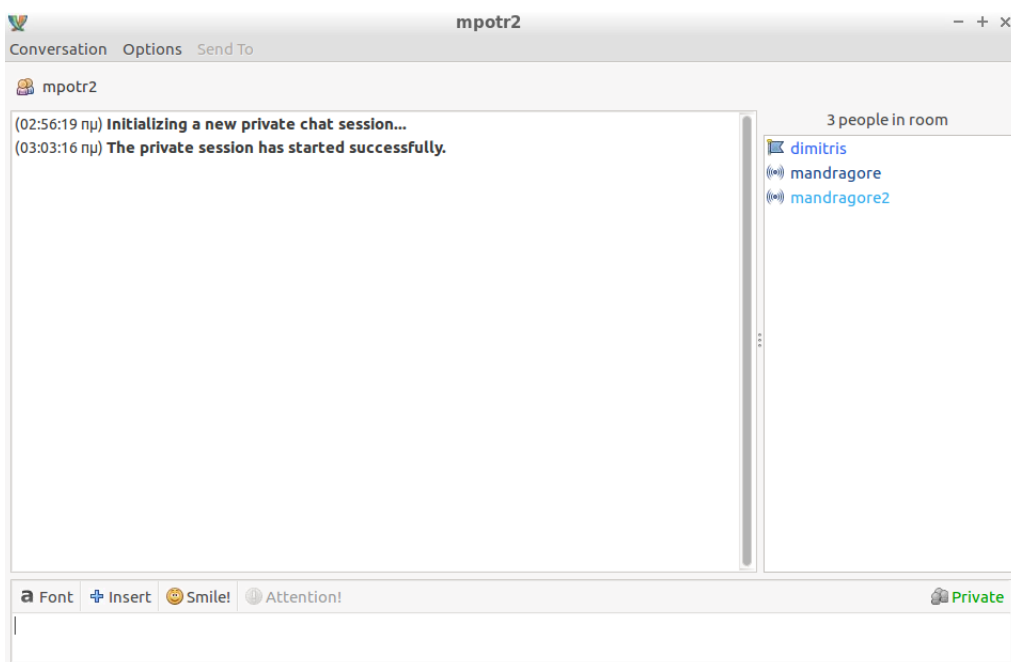 mpotr2
Conversation Options Send To
mpotr2
(02:56:19 πμ) Initializing a new private chat session...
(03:03:16 πμ) The private session has started successfully.
3 people in room
dimitris
mandragore
mandragore2
a Font Insert Smile! Attention! Private